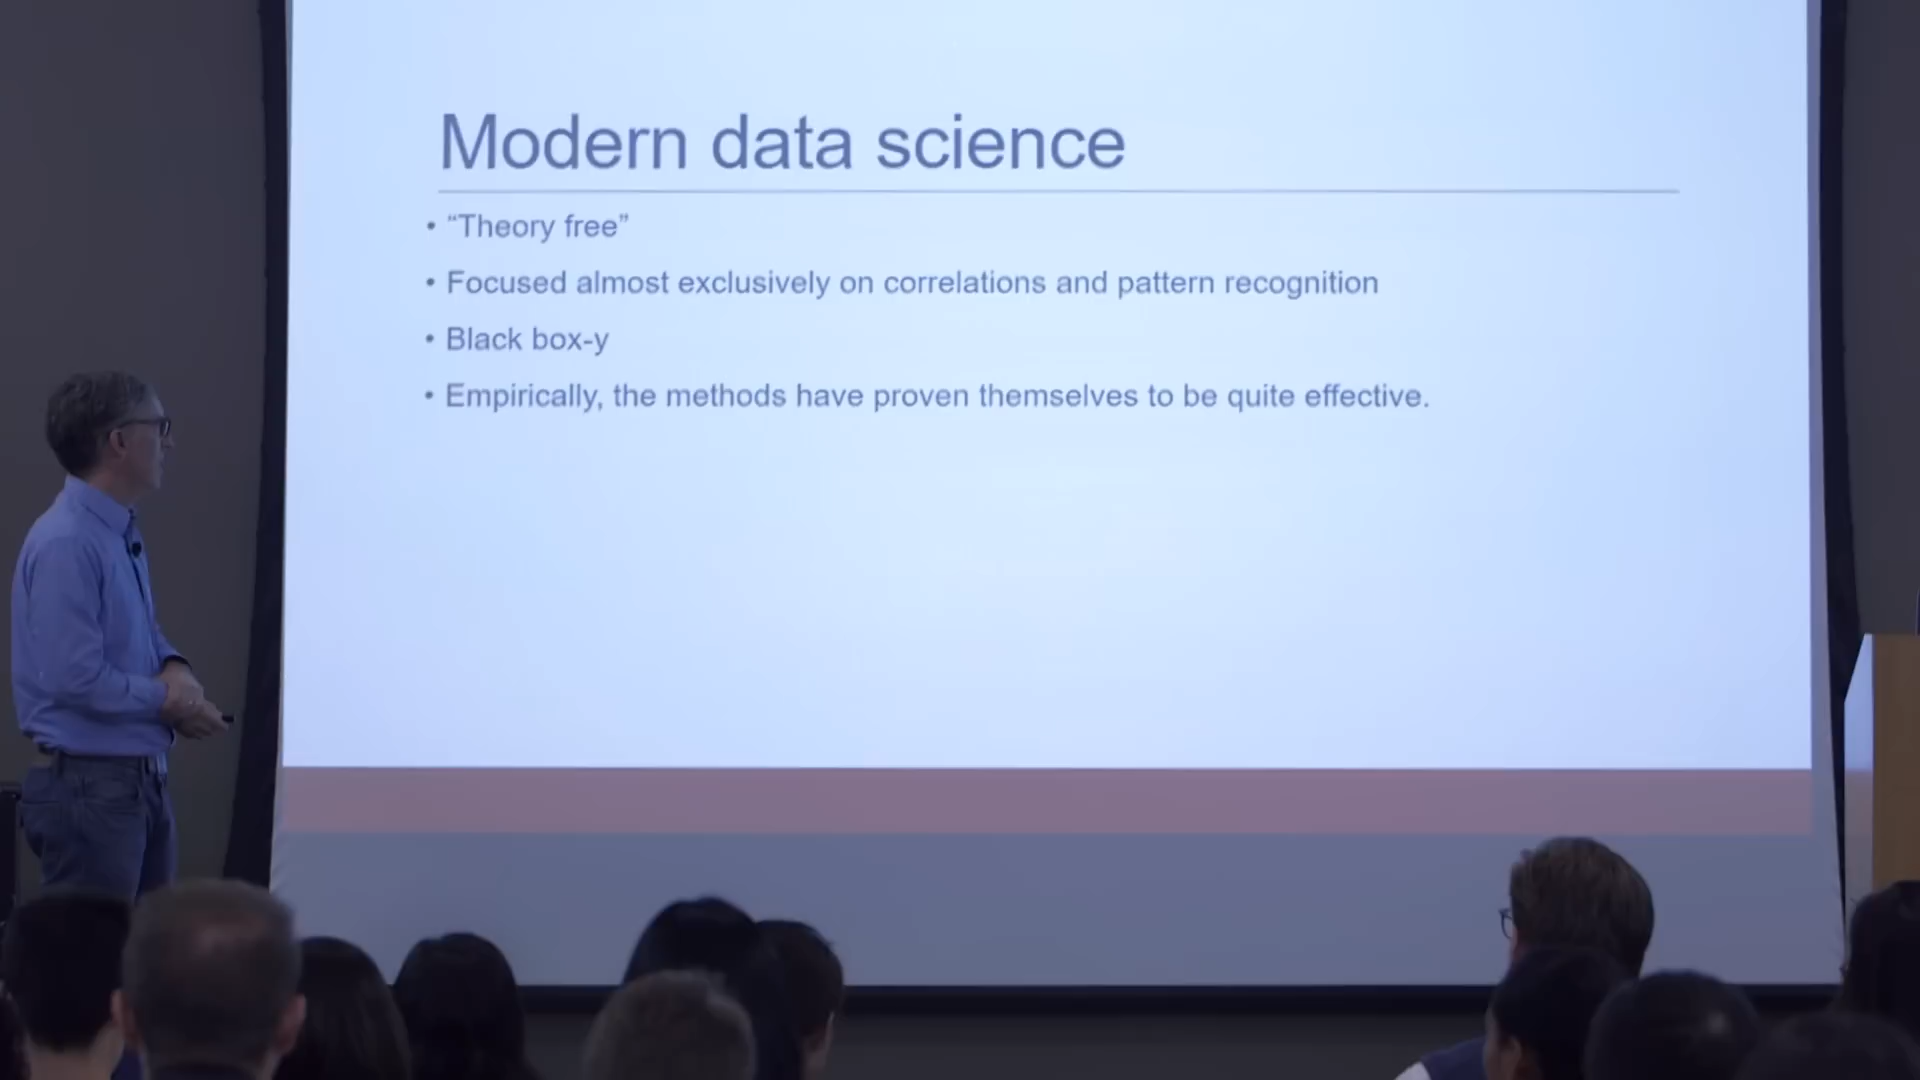 Modern data science
• “Theory free”
• Focused almost exclusively on correlations and pattern recognition
• Black box-y
• Empirically, the methods have proven themselves to be quite effective.